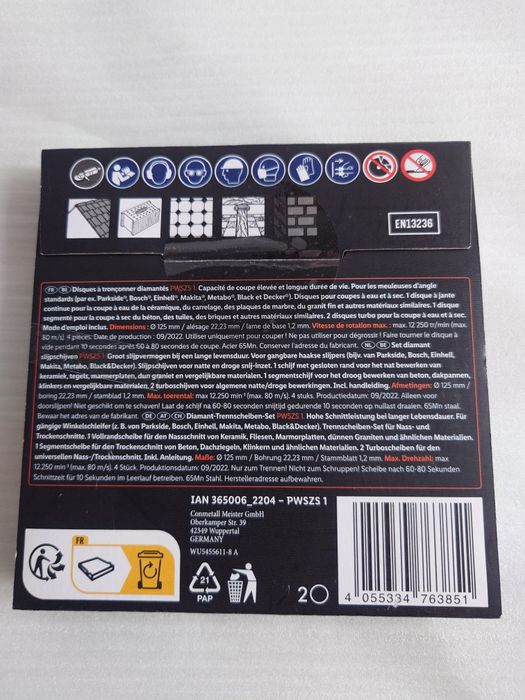 EN13236
FR BE Disques à tronçonner diamantés PWSZS 1 Capacité de coupe élevée et longue durée de vie. Pour les meuleuses d'angle
standards (par ex. Parkside®, Bosch®, Einhell®, Makita®, Metabo®, Black et Decker®). Disques pour coupes à eau et à sec. 1 disque à jante
continue pour la coupe à eau de la céramique, du carrelage, des plaques de marbre, du granit fin et autres matériaux similaires. 1 disque
segmenté pour la coupe à sec du béton, des tuiles, des briques et autres matériaux similaires. 2 disques turbo pour la coupe à eau et à sec.
Mode d'emploi inclus. Dimensions : Ø 125 mm / alésage 22,23 mm / lame de base 1,2 mm. Vitesse de rotation max. : max. 12 250 tr/min (max.
80 m/s). 4 pièces. Date de production : 09/2022. Utiliser uniquement pour couper ! Ne pas utiliser pour dégrossir ! Faire tourner le disque à
vide pendant 10 secondes après 60 à 80 secondes de coupe. Acier 65Mn. Conserver l'adresse du fabricant. NL BE Set diamant
slijpschijven PWSZS 1 Groot slijpvermogen bij een lange levensduur. Voor gangbare haakse slijpers (bijv. van Parkside, Bosch, Einhell,
Makita, Metabo, Black&Decker). Slijpschijven voor natte en droge snij-inzet. 1 schijf met gesloten rand voor het nat bewerken van
keramiek, tegels, marmerplaten, dun graniet en vergelijkbare materialen. 1 segmentschijf voor het droog bewerken van beton, dakpannen,
klinkers en vergelijkbare materialen. 2 turboschijven voor algemene natte/droge bewerkingen. Incl. handleiding. Afmetingen: Ø 125 mm /
boring 22,23 mm / stamblad 1,2 mm. Max. toerental: max 12.250 min⁻¹ (max. 80 m/s). 4 stuks. Productiedatum: 09/2022. Alleen voor
doorslijpen! Niet geschikt om te schaven! Laat de schijf na 60-80 seconden snijtijd gedurende 10 seconden op nullast draaien. 65Mn staal.
Bewaar het adres van de fabrikant. DE AT CH Diamant-Trennscheiben-Set PWSZS 1. Hohe Schnittleistung bei langer Lebensdauer. Für
gängige Winkelschleifer (z. B. von Parkside, Bosch, Einhell, Makita, Metabo, Black&Decker). Trennscheiben-Set für Nass- und
Trockenschnitte. 1 Vollrandscheibe für den Nassschnitt von Keramik, Fliesen, Marmorplatten, dünnen Graniten und ähnlichen Materialien.
1 Segmentscheibe für den Trockenschnitt von Beton, Dachziegeln, Klinkern und ähnlichen Materialien. 2 Turboscheiben für den
universellen Nass-/Trockenschnitt. Inkl. Anleitung. Maße: Ø 125 mm / Bohrung 22,23 mm / Stammblatt 1,2 mm. Max. Drehzahl: max
12.250 min⁻¹ (max. 80 m/s). 4 Stück. Produktionsdatum: 09/2022. Nur zum Trennen! Nicht zum Schruppen! Scheibe nach 60-80 Sekunden
Schnittzeit für 10 Sekunden im Leerlauf betreiben. 65Mn Stahl. Herstelleradresse aufbewahren.
IAN 365006_2204 – PWSZS 1
Conmetall Meister GmbH
Oberkamper Str. 39
42349 Wuppertal
GERMANY
WU5455611-8 A
FR
21
PAP
2
4 055334 763851